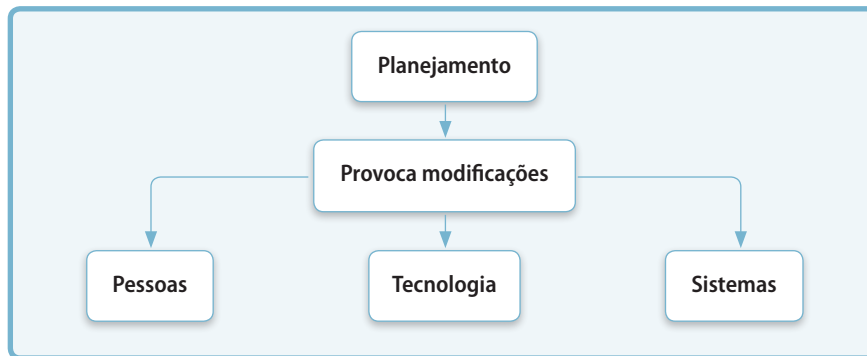 Planejamento
Provoca modificações
Pessoas
Tecnologia
Sistemas